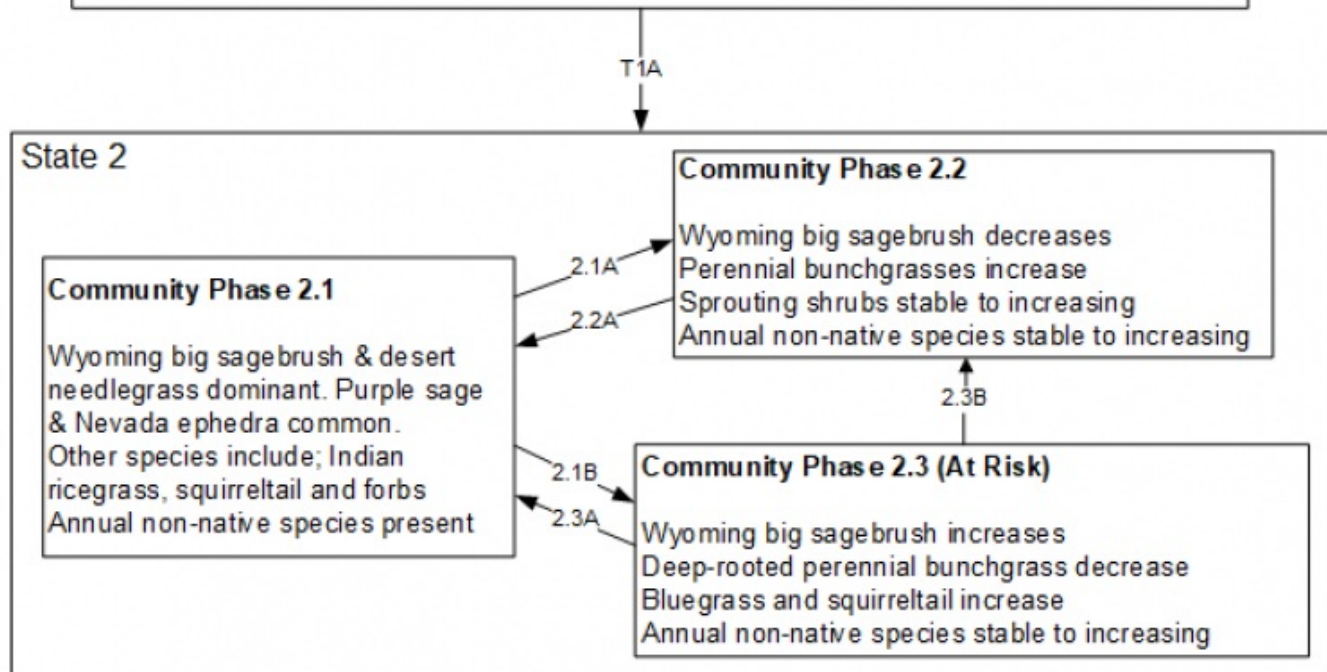 T1A
State 2
Community Phase 2.2
Wyoming big sagebrush decreases
Perennial bunchgrasses increase
Sprouting shrubs stable to increasing
Annual non-native species stable to increasing
2.1A
2.2A
Community Phase 2.1
Wyoming big sagebrush & desert
needlegrass dominant. Purple sage
& Nevada ephedra common.
Other species include; Indian
ricegrass, squirreltail and forbs
Annual non-native species present
2.3B
2.1B
2.3A
Community Phase 2.3 (At Risk)
Wyoming big sagebrush increases
Deep-rooted perennial bunchgrass decrease
Bluegrass and squirreltail increase
Annual non-native species stable to increasing